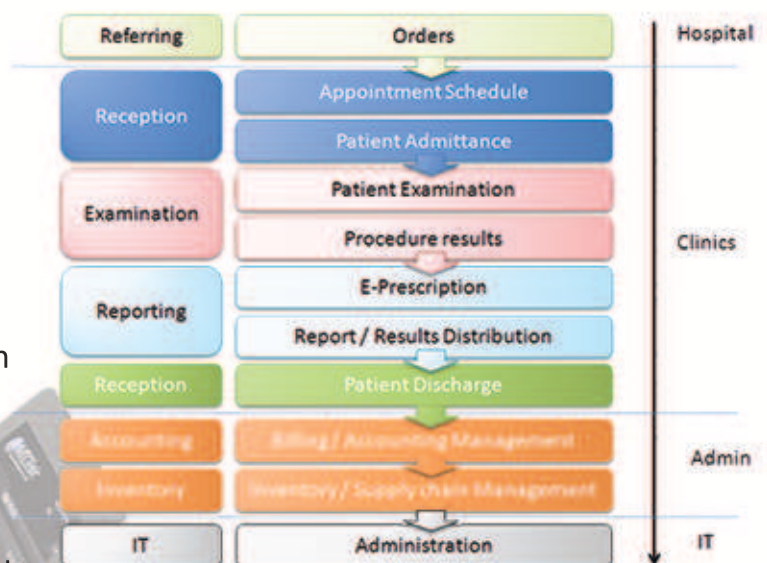 Referring Orders Hospital
Appointment Schedule
Reception
Patient Admittance
Patient Examination
Examination
Procedure results
Clinics
E-Prescription
Reporting
Report / Results Distribution
n
Reception Patient Discharge
Accounting Billing / Accounting Management
Admin
Inventory Inventory / Supply chain Management
IT Administration IT